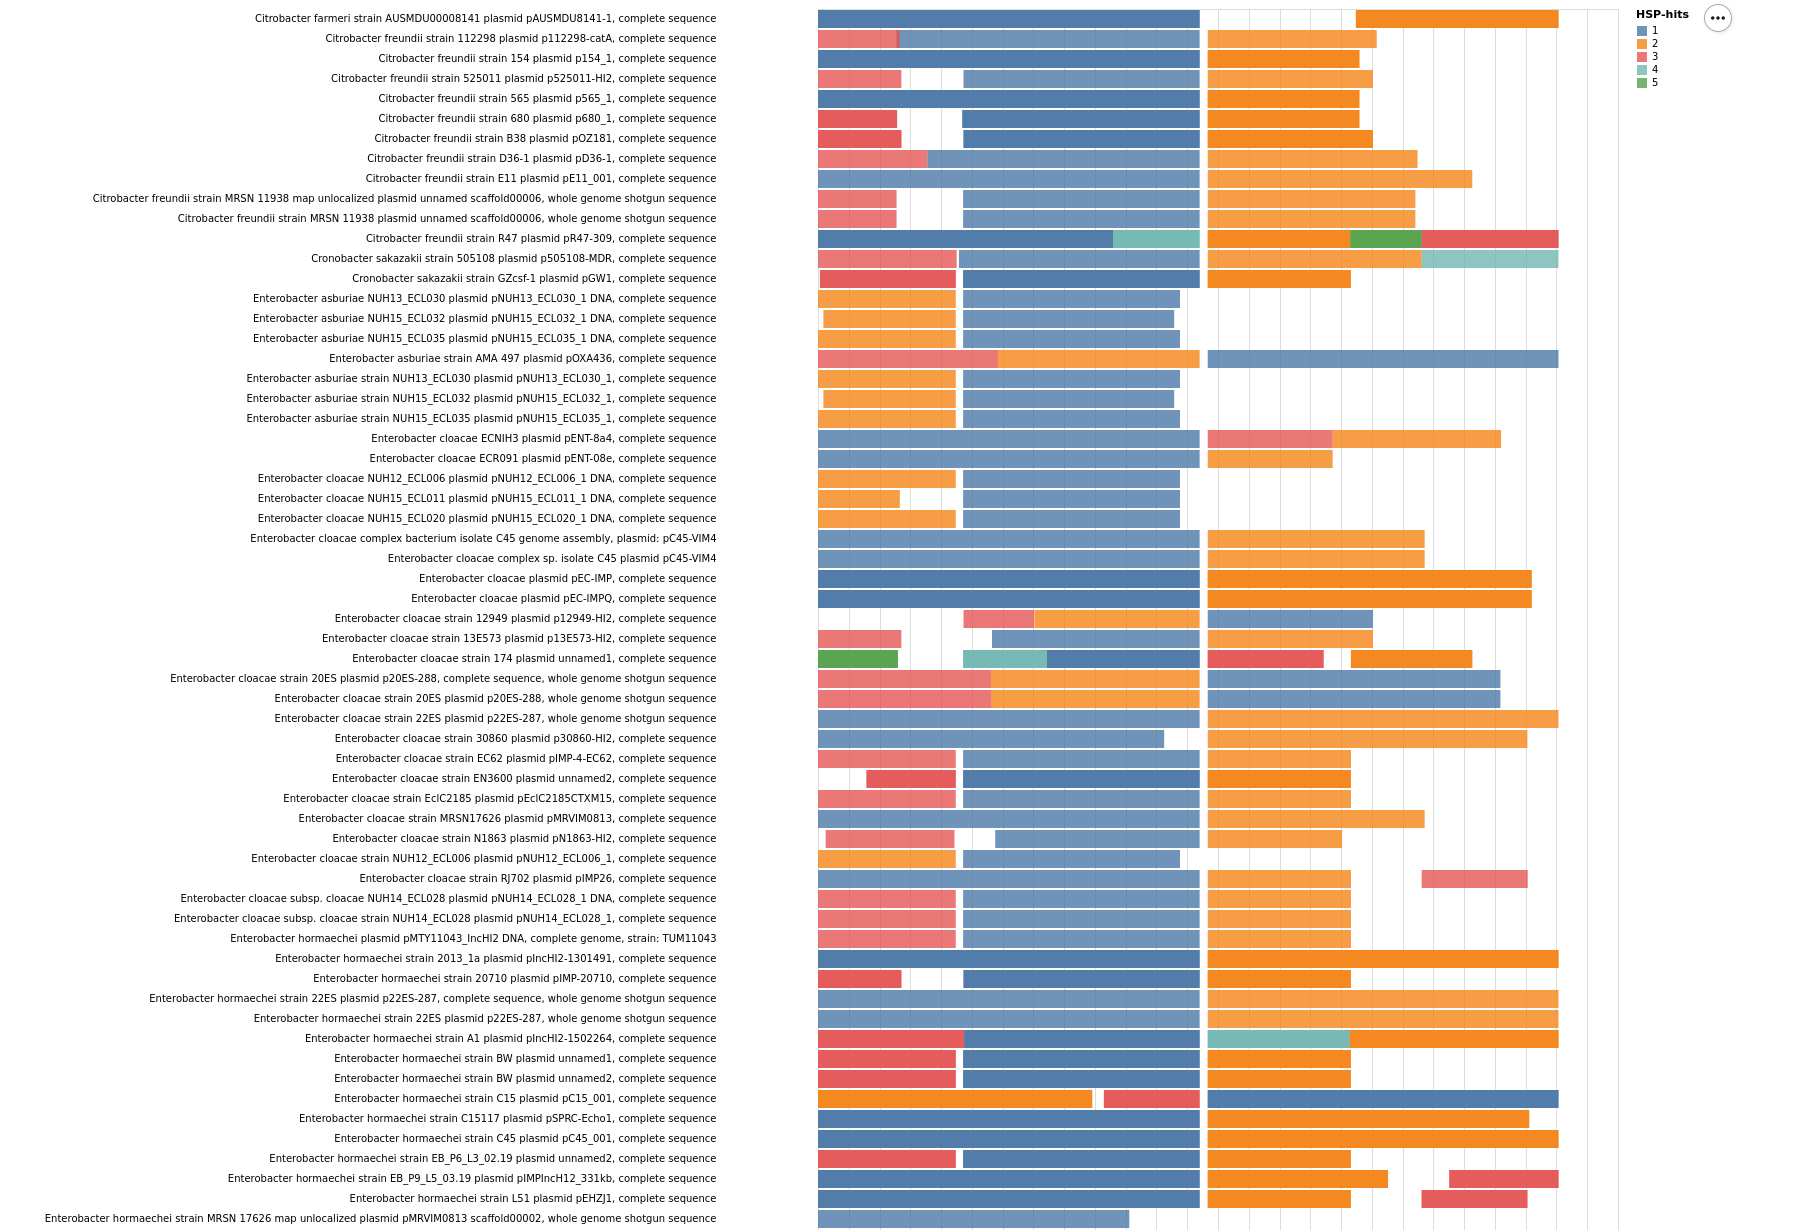 Citrobacter farmeri strain AUSMDU00008141 plasmid pAUSMDU8141-1, complete sequence
Citrobacter freundii strain 112298 plasmid p112298-catA, complete sequence
Citrobacter freundii strain 154 plasmid p154_1, complete sequence
Citrobacter freundii strain 525011 plasmid p525011-HI2, complete sequence
Citrobacter freundii strain 565 plasmid p565_1, complete sequence
Citrobacter freundii strain 680 plasmid p680_1, complete sequence
Citrobacter freundii strain B38 plasmid pOZ181, complete sequence
Citrobacter freundii strain D36-1 plasmid pD36-1, complete sequence
Citrobacter freundii strain E11 plasmid pE11_001, complete sequence
Citrobacter freundii strain MRSN 11938 map unlocalized plasmid unnamed scaffold00006, whole genome shotgun sequence
Citrobacter freundii strain MRSN 11938 plasmid unnamed scaffold00006, whole genome shotgun sequence
Citrobacter freundii strain R47 plasmid pR47-309, complete sequence
Cronobacter sakazakii strain 505108 plasmid p505108-MDR, complete sequence
Cronobacter sakazakii strain GZcsf-1 plasmid pGW1, complete sequence
Enterobacter asburiae NUH13_ECL030 plasmid pNUH13_ECL030_1 DNA, complete sequence
Enterobacter asburiae NUH15_ECL032 plasmid pNUH15_ECL032_1 DNA, complete sequence
Enterobacter asburiae NUH15_ECL035 plasmid pNUH15_ECL035_1 DNA, complete sequence
Enterobacter asburiae strain AMA 497 plasmid pOXA436, complete sequence
Enterobacter asburiae strain NUH13_ECL030 plasmid pNUH13_ECL030_1, complete sequence
Enterobacter asburiae strain NUH15_ECL032 plasmid pNUH15_ECL032_1, complete sequence
Enterobacter asburiae strain NUH15_ECL035 plasmid pNUH15_ECL035_1, complete sequence
Enterobacter cloacae ECNIH3 plasmid pENT-8a4, complete sequence
Enterobacter cloacae ECR091 plasmid pENT-08e, complete sequence
Enterobacter cloacae NUH12_ECL006 plasmid pNUH12_ECL006_1 DNA, complete sequence
Enterobacter cloacae NUH15_ECL011 plasmid pNUH15_ECL011_1 DNA, complete sequence
Enterobacter cloacae NUH15_ECL020 plasmid pNUH15_ECL020_1 DNA, complete sequence
Enterobacter cloacae complex bacterium isolate C45 genome assembly, plasmid: pC45-VIM4
Enterobacter cloacae complex sp. isolate C45 plasmid pC45-VIM4
Enterobacter cloacae plasmid pEC-IMP, complete sequence
Enterobacter cloacae plasmid pEC-IMPQ, complete sequence
Enterobacter cloacae strain 12949 plasmid p12949-HI2, complete sequence
Enterobacter cloacae strain 13E573 plasmid p13E573-HI2, complete sequence
Enterobacter cloacae strain 174 plasmid unnamed1, complete sequence
Enterobacter cloacae strain 20ES plasmid p20ES-288, complete sequence, whole genome shotgun sequence
Enterobacter cloacae strain 20ES plasmid p20ES-288, whole genome shotgun sequence
Enterobacter cloacae strain 22ES plasmid p22ES-287, whole genome shotgun sequence
Enterobacter cloacae strain 30860 plasmid p30860-HI2, complete sequence
Enterobacter cloacae strain EC62 plasmid pIMP-4-EC62, complete sequence
Enterobacter cloacae strain EN3600 plasmid unnamed2, complete sequence
Enterobacter cloacae strain EclC2185 plasmid pEclC2185CTXM15, complete sequence
Enterobacter cloacae strain MRSN17626 plasmid pMRVIM0813, complete sequence
Enterobacter cloacae strain N1863 plasmid pN1863-HI2, complete sequence
Enterobacter cloacae strain NUH12_ECL006 plasmid pNUH12_ECL006_1, complete sequence
Enterobacter cloacae strain RJ702 plasmid pIMP26, complete sequence
Enterobacter cloacae subsp. cloacae NUH14_ECL028 plasmid pNUH14_ECL028_1 DNA, complete sequence
Enterobacter cloacae subsp. cloacae strain NUH14_ECL028 plasmid pNUH14_ECL028_1, complete sequence
Enterobacter hormaechei plasmid pMTY11043_IncHI2 DNA, complete genome, strain: TUM11043
Enterobacter hormaechei strain 2013_1a plasmid pIncHI2-1301491, complete sequence
Enterobacter hormaechei strain 20710 plasmid pIMP-20710, complete sequence
Enterobacter hormaechei strain 22ES plasmid p22ES-287, complete sequence, whole genome shotgun sequence
Enterobacter hormaechei strain 22ES plasmid p22ES-287, whole genome shotgun sequence
Enterobacter hormaechei strain A1 plasmid pIncHI2-1502264, complete sequence
Enterobacter hormaechei strain BW plasmid unnamed1, complete sequence
Enterobacter hormaechei strain BW plasmid unnamed2, complete sequence
Enterobacter hormaechei strain C15 plasmid pC15_001, complete sequence
Enterobacter hormaechei strain C15117 plasmid pSPRC-Echo1, complete sequence
Enterobacter hormaechei strain C45 plasmid pC45_001, complete sequence
Enterobacter hormaechei strain EB_P6_L3_02.19 plasmid unnamed2, complete sequence
Enterobacter hormaechei strain EB_P9_L5_03.19 plasmid pIMPIncH12_331kb, complete sequence
Enterobacter hormaechei strain L51 plasmid pEHZJ1, complete sequence
Enterobacter hormaechei strain MRSN 17626 map unlocalized plasmid pMRVIM0813 scaffold00002, whole genome shotgun sequence
HSP-hits
1
2
3
4
5